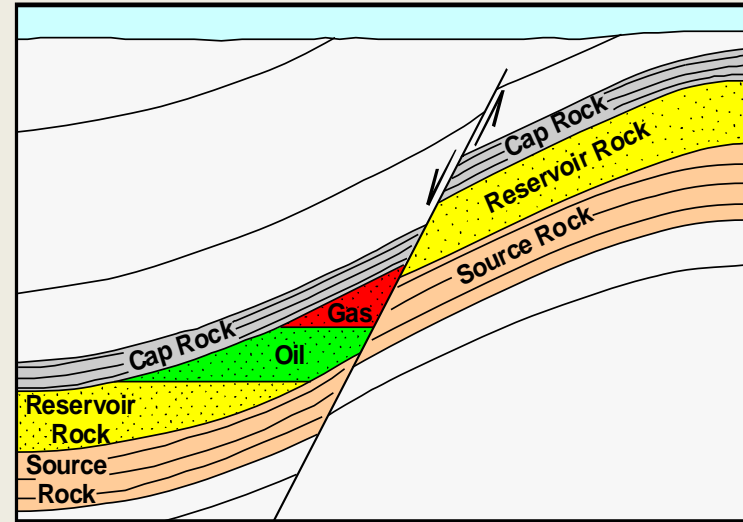 Cap Rock
Reservoir Rock
Source Rock
Gas
Cap Rock
Oil
Reservoir
Rock
Source
Rock